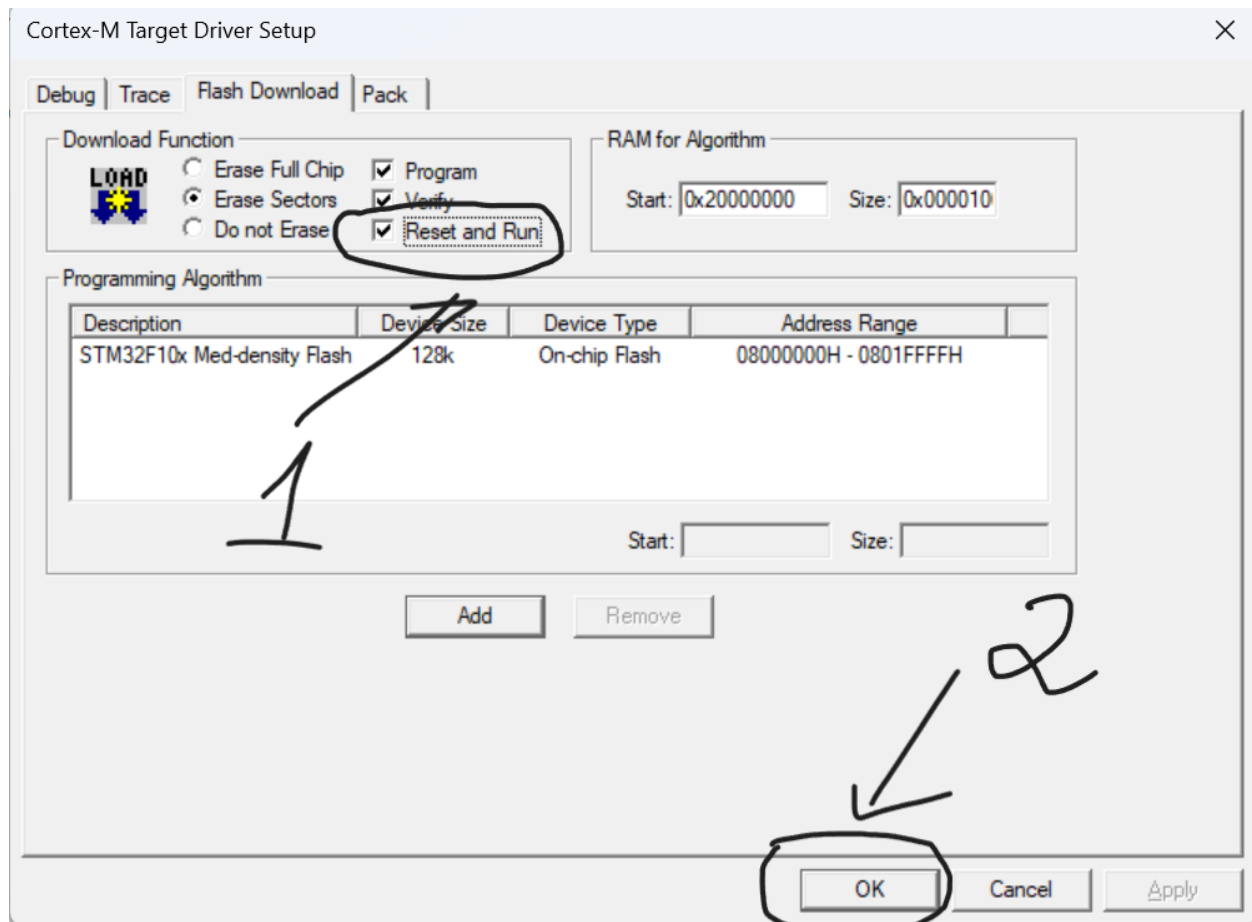 Cortex-M Target Driver Setup
Debug Trace Flash Download Pack
Download Function
LOAD
Erase Full Chip
Erase Sectors
Do not Erase
Program
Verify
Reset and Run
RAM for Algorithm
Start: 0x20000000 Size: 0x000010
Programming Algorithm
Description Device Size Device Type Address Range
STM32F10x Med-density Flash 128k On-chip Flash 08000000H - 0801FFFFH
1
Start: Size:
Add Remove
2
OK Cancel Apply